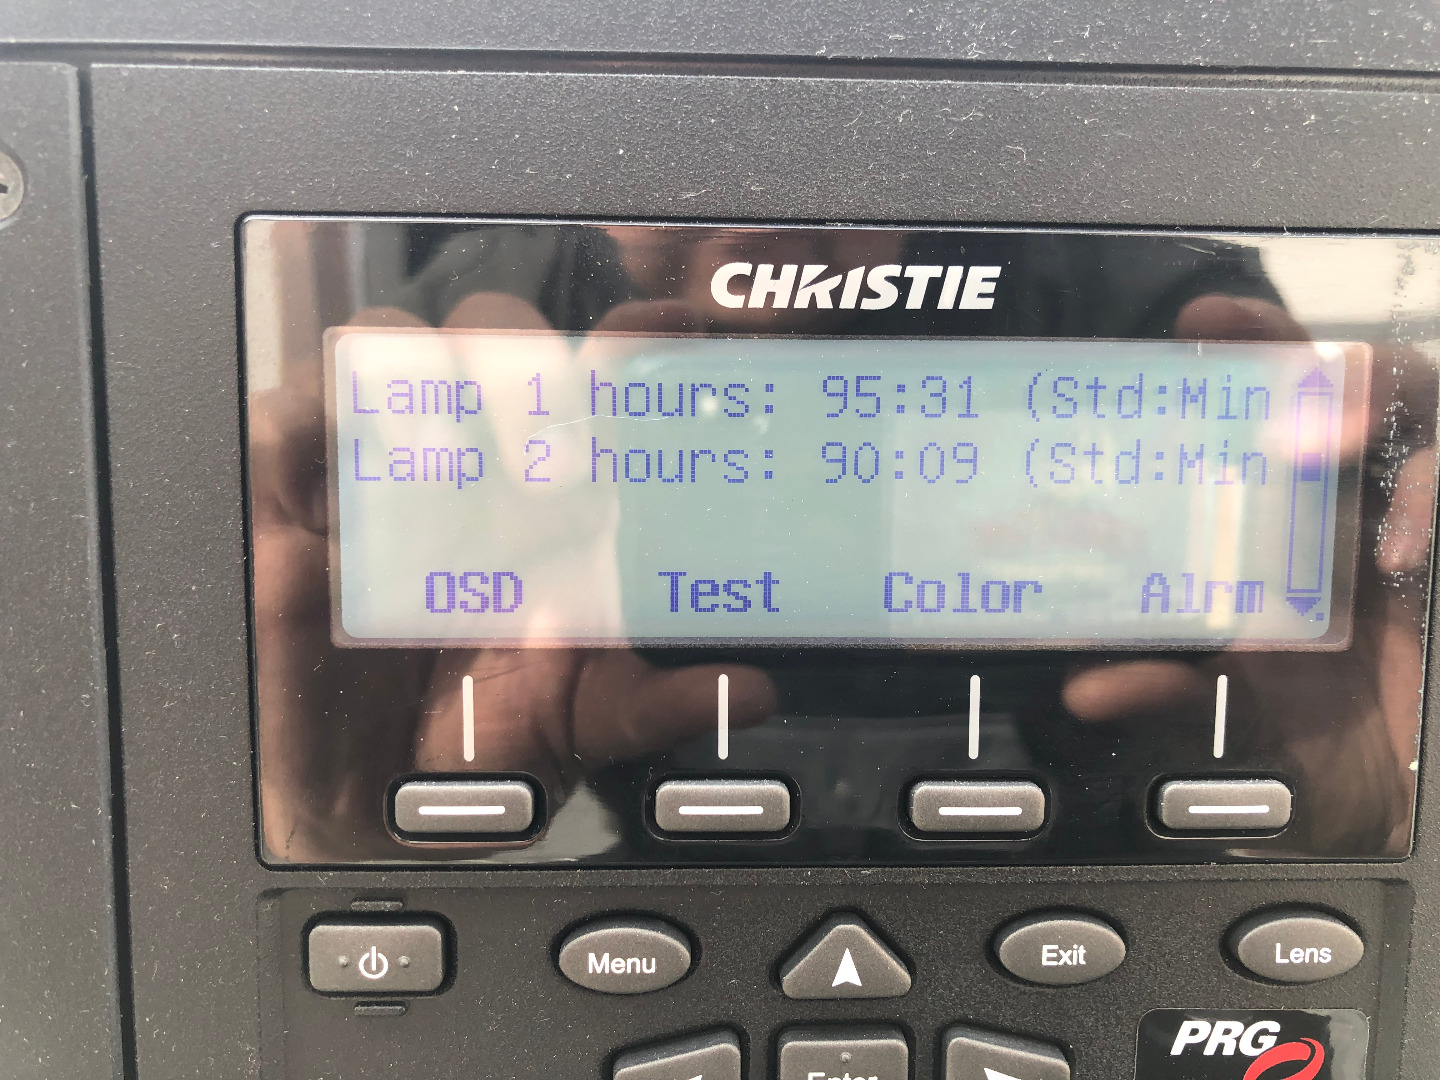 CHRISTIE
Lamp 1 hours: 95:31 (Std:Min
Lamp 2 hours: 90:09 (Std:Min
OSD Test Color Alrm
Menu Exit Lens
PRG
Enter